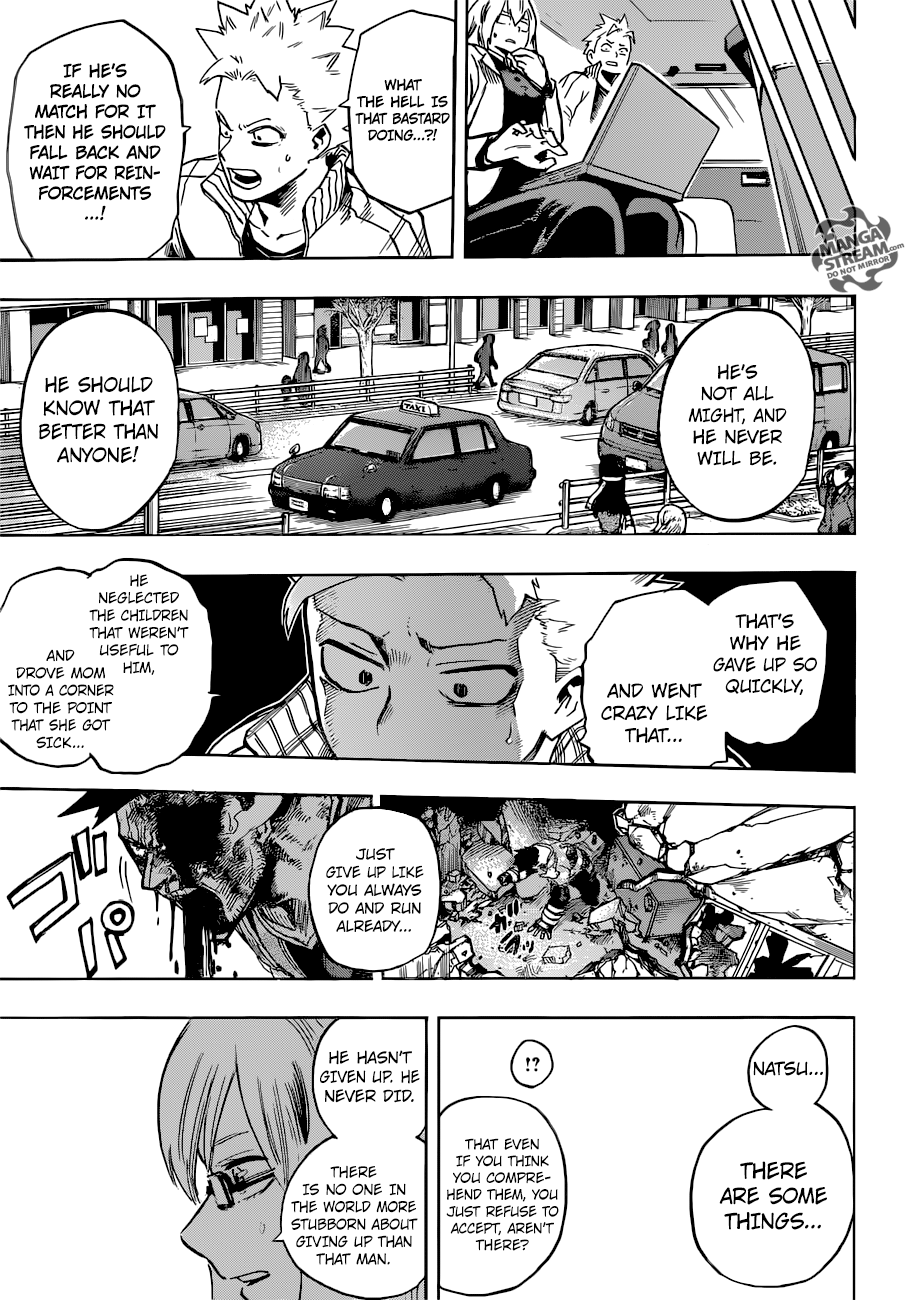 WHAT
THE HELL IS
THAT BASTARD
DOING...?!
IF HE'S
REALLY NO
MATCH FOR IT
THEN HE SHOULD
FALL BACK AND
WAIT FOR REIN-
FORCEMENTS
...!
MANGA
STREAM.com
DO NOT MIRROR
HE'S
NOT ALL
MIGHT, AND
HE NEVER
WILL BE.
TAXI
HE SHOULD
KNOW THAT
BETTER THAN
ANYONE!
THAT'S
WHY HE
GAVE UP SO
QUICKLY,
AND WENT
CRAZY LIKE
THAT...
HE
NEGLECTED
THE CHILDREN
THAT WEREN'T
USEFUL TO
HIM,
AND
DROVE MOM
INTO A CORNER
TO THE POINT
THAT SHE GOT
SICK...
JUST
GIVE UP LIKE
YOU ALWAYS
DO AND RUN
ALREADY...
ゴパ
NATSU...
THERE
ARE SOME
THINGS...
!?
THAT EVEN
IF YOU THINK
YOU COMPRE-
HEND THEM, YOU
JUST REFUSE TO
ACCEPT, AREN'T
THERE?
HE HASN'T
GIVEN UP. HE
NEVER DID.
THERE
IS NO ONE IN
THE WORLD MORE
STUBBORN ABOUT
GIVING UP THAN
THAT MAN.